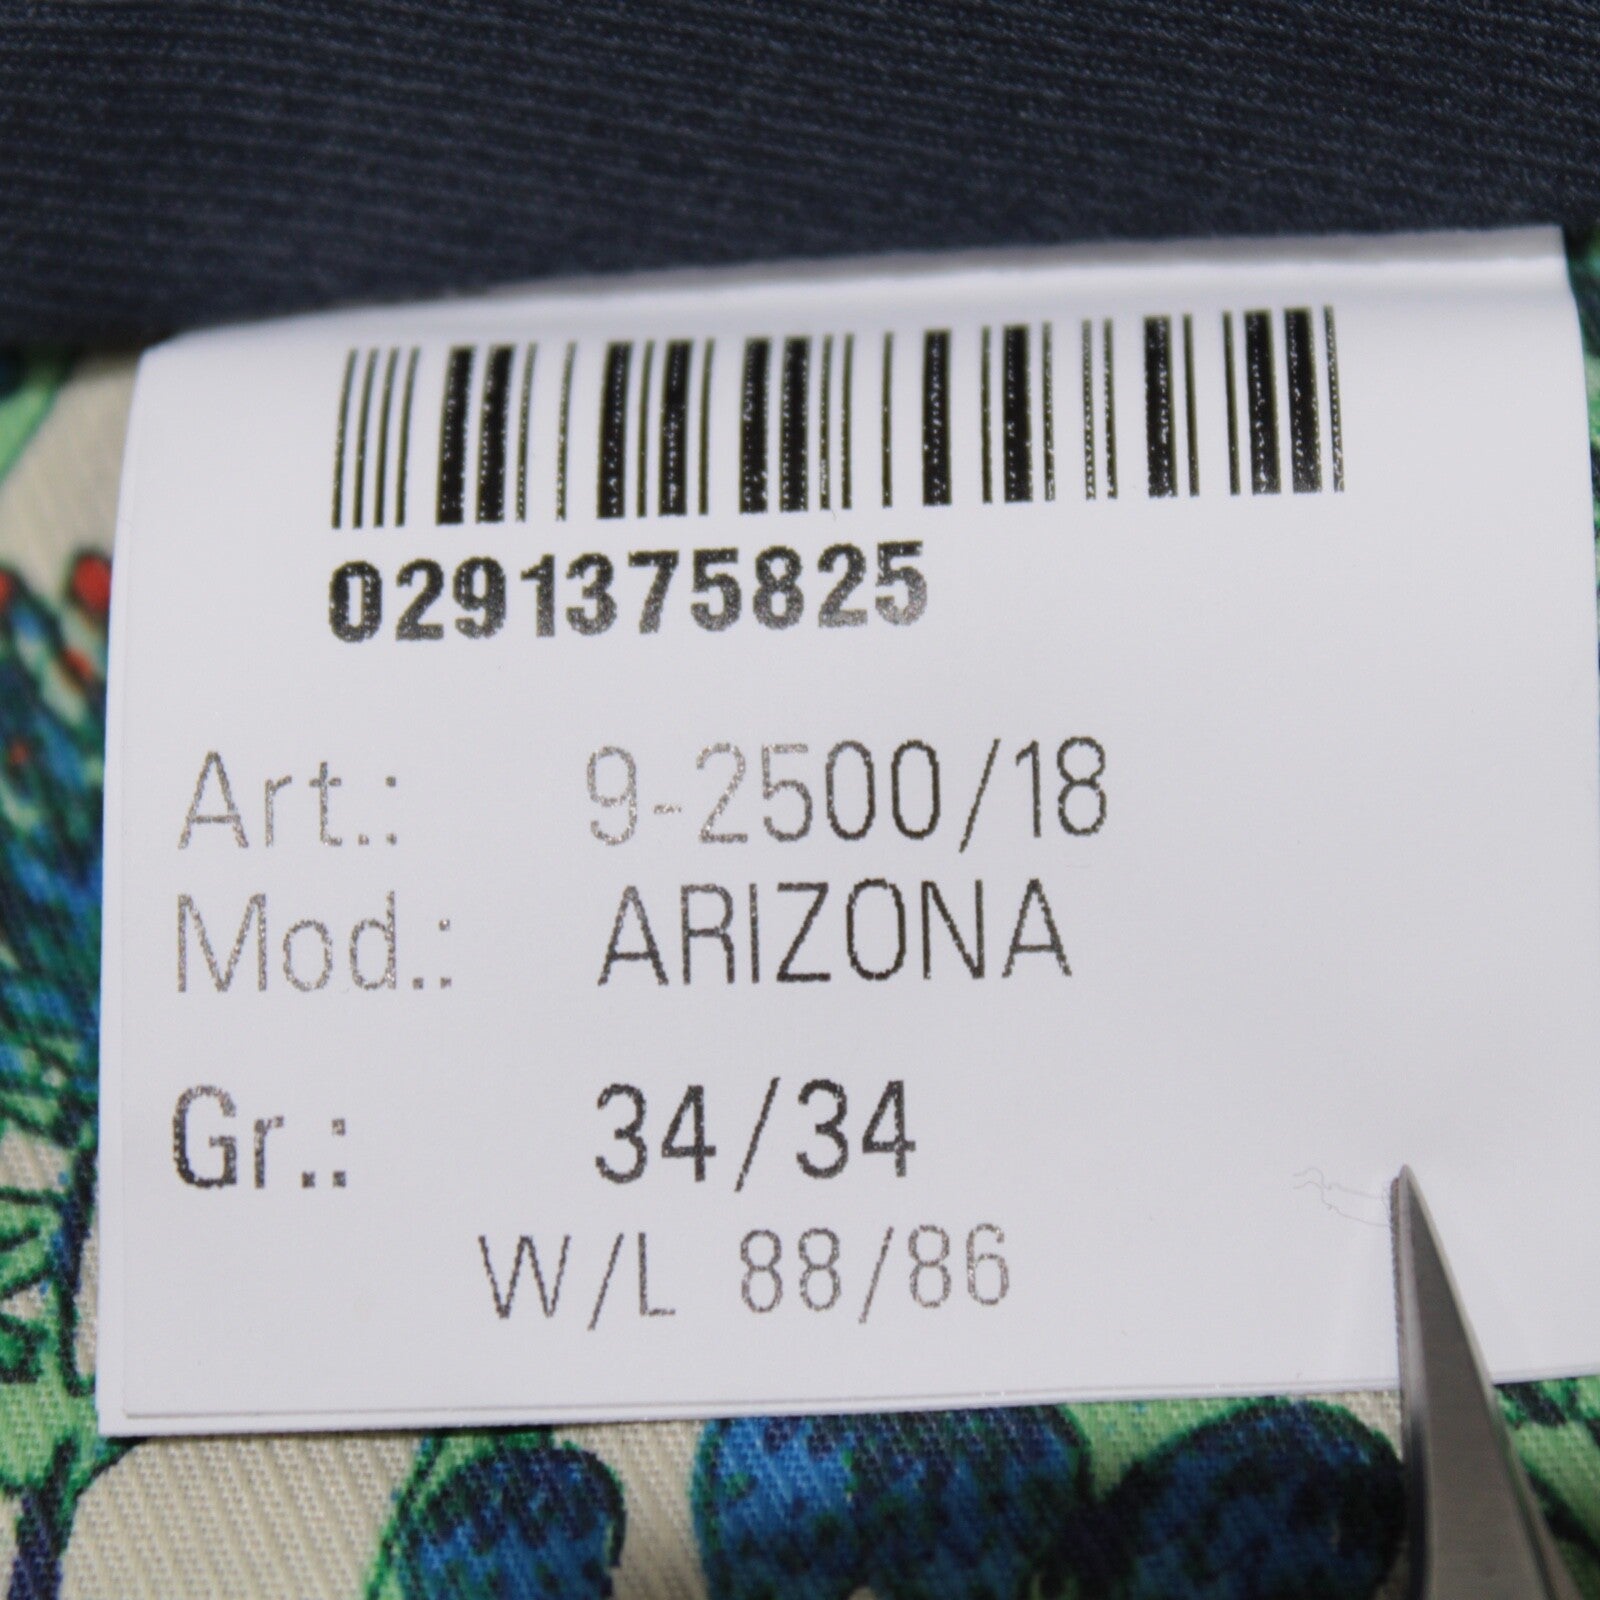 0291375825
Art.: 9-2500/18
Mod.: ARIZONA
Gr.: 34/34
W/L 88/86